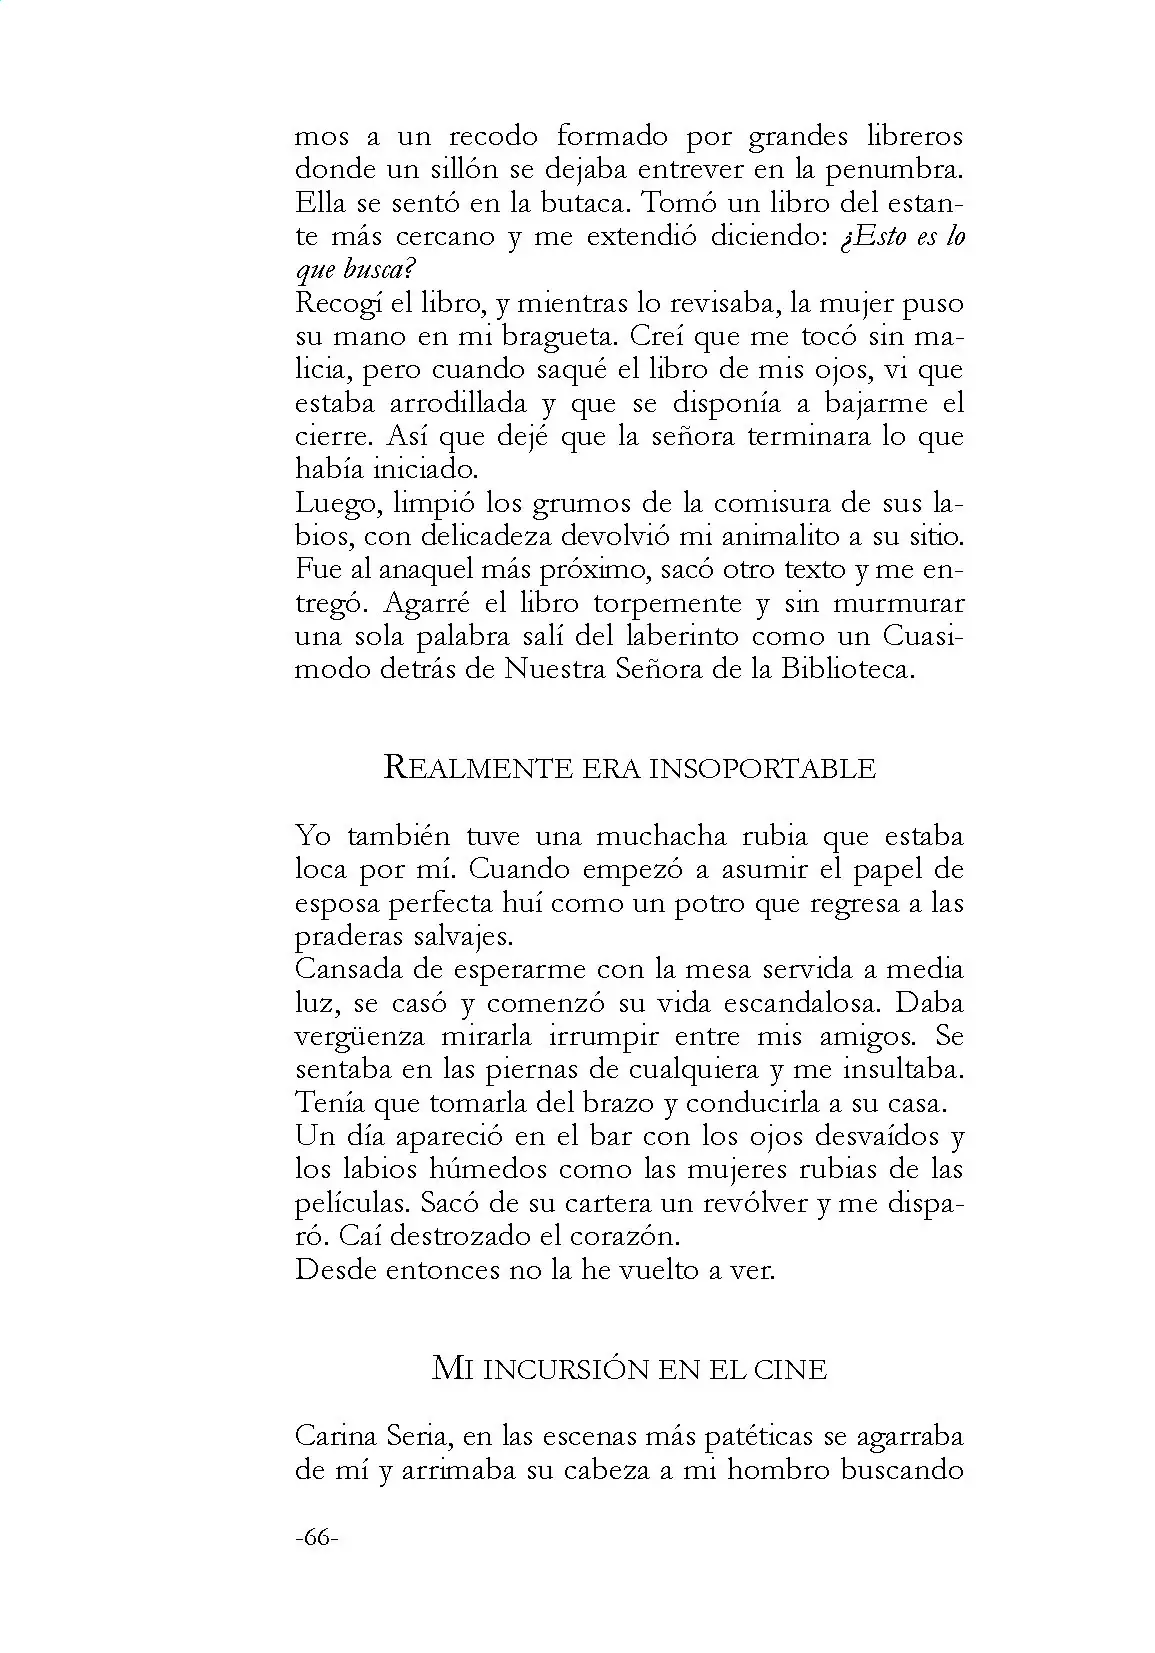 mos a un recodo formado por grandes libreros
donde un sillón se dejaba entrever en la penumbra.
Ella se sentó en la butaca. Tomó un libro del estan-
te más cercano y me extendió diciendo: ¿Esto es lo
que busca?
Recogí el libro, y mientras lo revisaba, la mujer puso
su mano en mi bragueta. Creí que me tocó sin ma-
licia, pero cuando saqué el libro de mis ojos, vi que
estaba arrodillada y que se disponía a bajarme el
cierre. Así que dejé que la señora terminara lo que
había iniciado.
Luego, limpió los grumos de la comisura de sus la-
bios, con delicadeza devolvió mi animalito a su sitio.
Fue al anaquel más próximo, sacó otro texto y me en-
tregó. Agarré el libro torpemente y sin murmurar
una sola palabra salí del laberinto como un Cuasi-
modo detrás de Nuestra Señora de la Biblioteca.
REALMENTE ERA INSOPORTABLE
Yo también tuve una muchacha rubia que estaba
loca por mí. Cuando empezó a asumir el papel de
esposa perfecta huí como un potro que regresa a las
praderas salvajes.
Cansada de esperarme con la mesa servida a media
luz, se casó y comenzó su vida escandalosa. Daba
vergüenza mirarla irrumpir entre mis amigos. Se
sentaba en las piernas de cualquiera y me insultaba.
Tenía que tomarla del brazo y conducirla a su casa.
Un día apareció en el bar con los ojos desvaídos y
los labios húmedos como las mujeres rubias de las
películas. Sacó de su cartera un revólver y me dispa-
ró. Caí destrozado el corazón.
Desde entonces no la he vuelto a ver.
MI INCURSIÓN EN EL CINE
Carina Seria, en las escenas más patéticas se agarraba
de mí y arrimaba su cabeza a mi hombro buscando
-66-